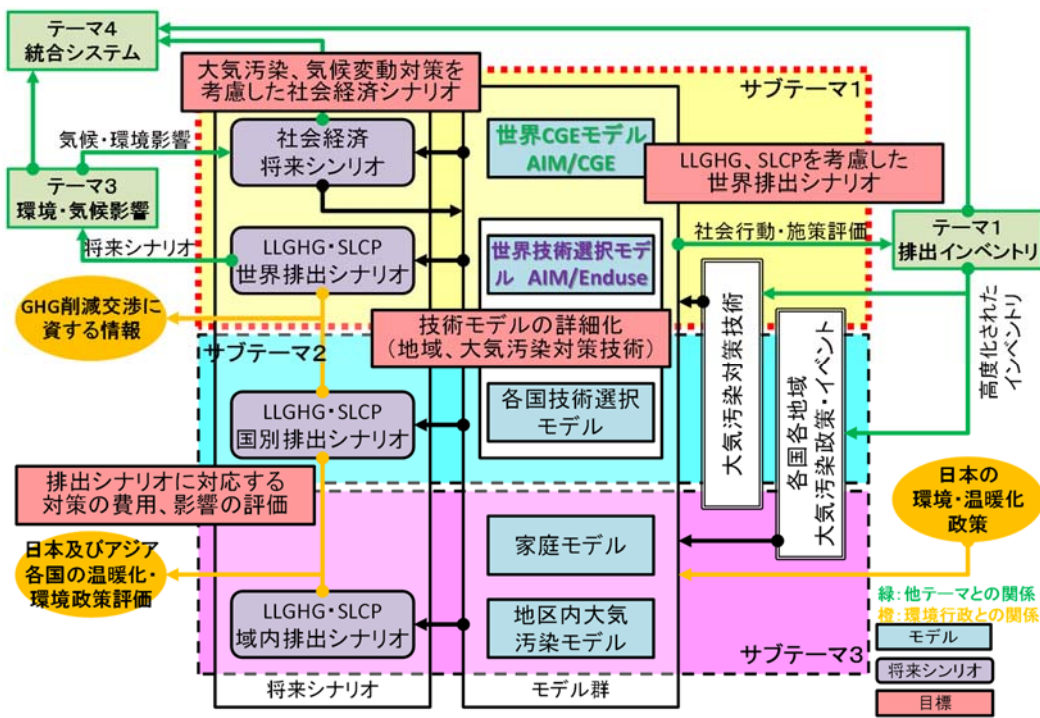 テーマ4
統合システム
大気汚染、気候変動対策を
考慮した社会経済シナリオ
サブテーマ1
気候・環境影響
社会経済
将来シンリオ
世界CGEモデル
AIM/CGE
LLGHG、SLCPを考慮した
世界排出シナリオ
テーマ3
環境・気候影響
将来シナリオ
LLGHG・SLCP
世界排出シナリオ
世界技術選択モデ
ル AIM/Enduse
社会行動・施策評価
テーマ1
排出インベントリ
GHG削減交渉に
資する情報
技術モデルの詳細化
（地域、大気汚染対策技術）
サブテーマ2
大気汚染対策技術
各国各地域
大気汚染政策・イベント
高度化された
インベントリ
LLGHG・SLCP
国別排出シナリオ
各国技術選択
モデル
排出シナリオに対応する
対策の費用、影響の評価
日本の
環境・温暖化
政策
家庭モデル
日本及びアジア
各国の温暖化・
環境政策評価
LLGHG・SLCP
域内排出シナリオ
地区内大気
汚染モデル
サブテーマ3
将来シナリオ
モデル群
緑：他テーマとの関係
橙：環境行政との関係
モデル
将来シンリオ
目標